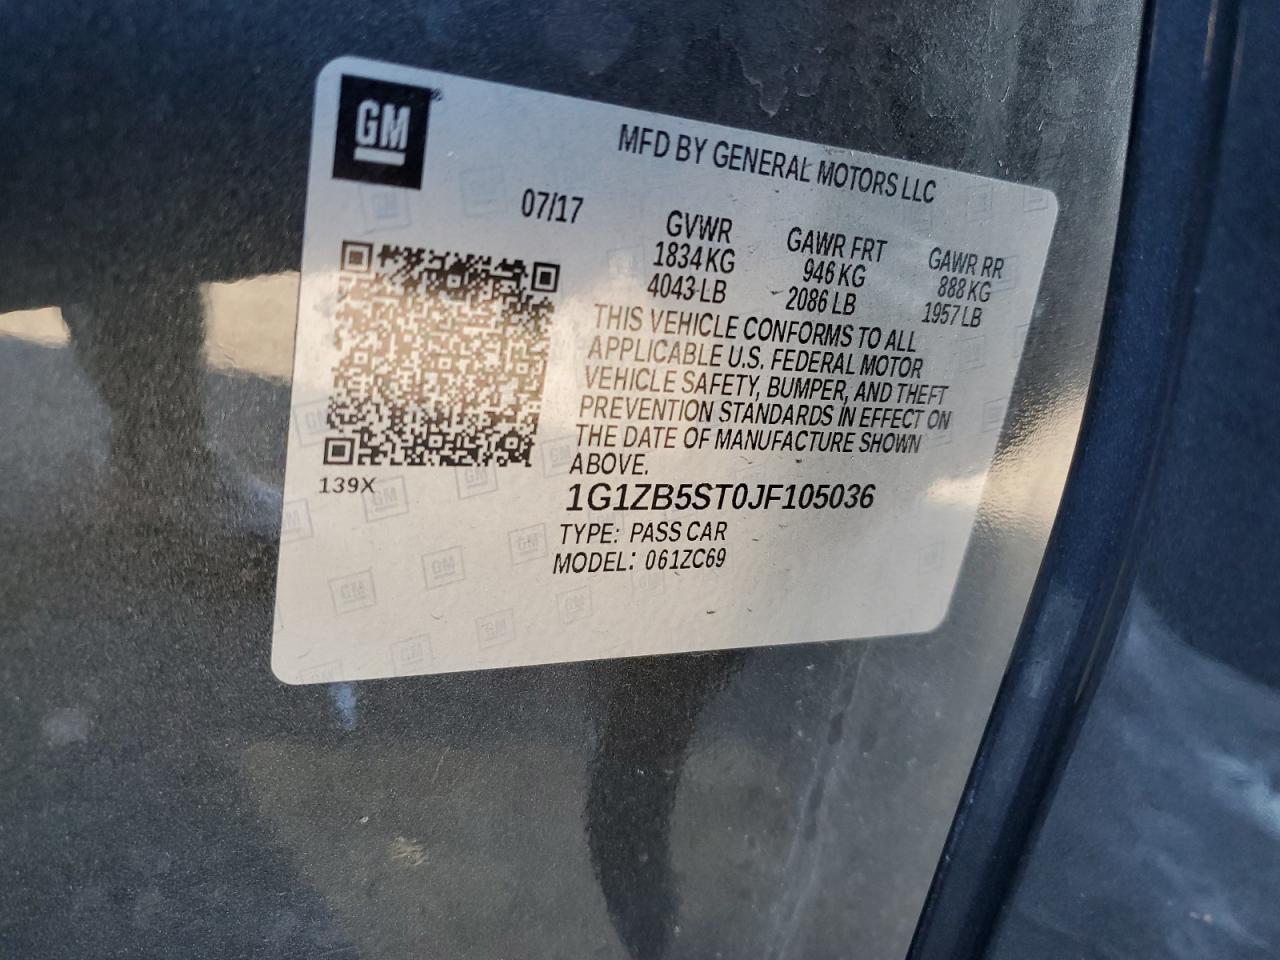 GM®
MFD BY GENERAL MOTORS LLC
07/17
GVWR
1834 KG
4043 LB
GAWR FRT
946 KG
2086 LB
GAWR RR
888 KG
1957 LB
THIS VEHICLE CONFORMS TO ALL
APPLICABLE U.S. FEDERAL MOTOR
VEHICLE SAFETY, BUMPER, AND THEFT
PREVENTION STANDARDS IN EFFECT ON
THE DATE OF MANUFACTURE SHOWN
ABOVE.
139X
1G1ZB5ST0JF105036
TYPE: PASS CAR
MODEL: 061ZC69